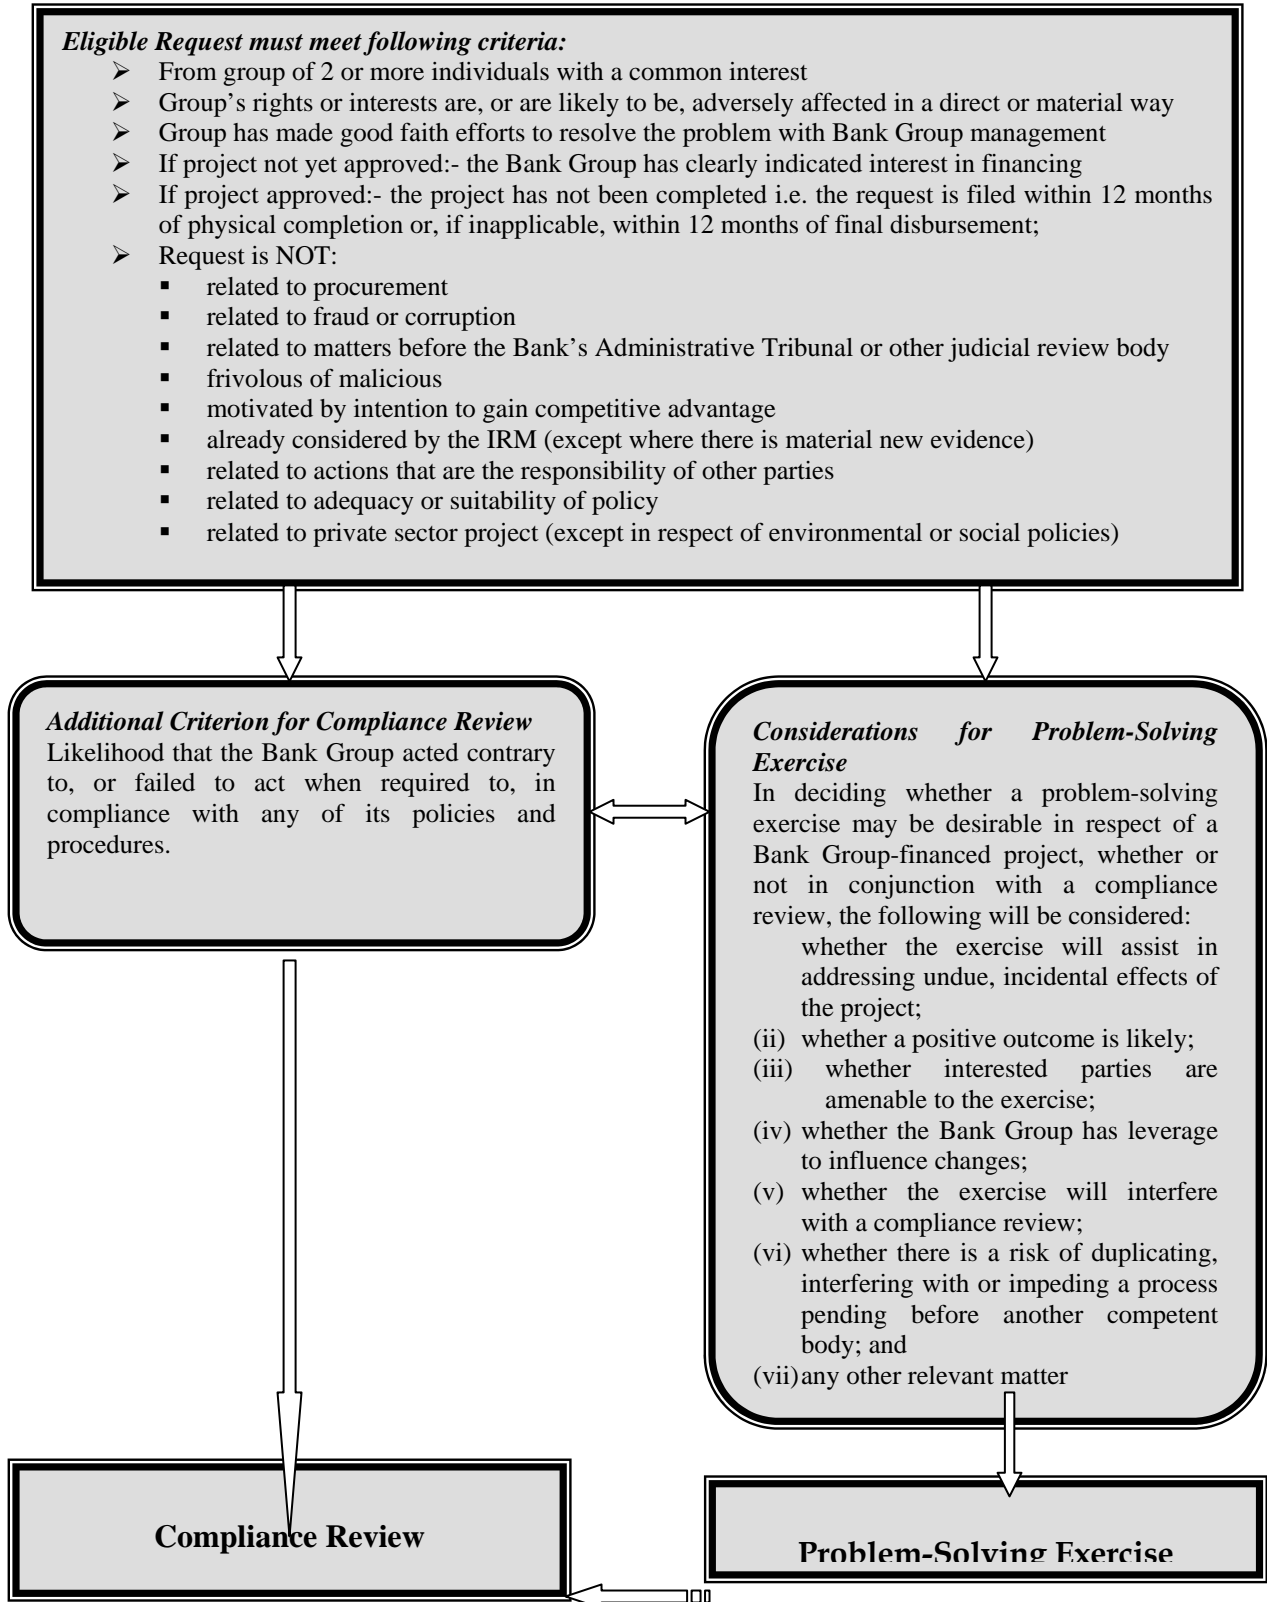 Eligible Request must meet following criteria:
➢ From group of 2 or more individuals with a common interest
➢ Group's rights or interests are, or are likely to be, adversely affected in a direct or material way
➢ Group has made good faith efforts to resolve the problem with Bank Group management
➢ If project not yet approved:- the Bank Group has clearly indicated interest in financing
➢ If project approved:- the project has not been completed i.e. the request is filed within 12 months
of physical completion or, if inapplicable, within 12 months of final disbursement;
➢ Request is NOT:
▪ related to procurement
▪ related to fraud or corruption
▪ related to matters before the Bank's Administrative Tribunal or other judicial review body
▪ frivolous of malicious
▪ motivated by intention to gain competitive advantage
▪ already considered by the IRM (except where there is material new evidence)
▪ related to actions that are the responsibility of other parties
▪ related to adequacy or suitability of policy
▪ related to private sector project (except in respect of environmental or social policies)
Additional Criterion for Compliance Review
Likelihood that the Bank Group acted contrary
to, or failed to act when required to, in
compliance with any of its policies and
procedures.
Considerations for Problem-Solving
Exercise
In deciding whether a problem-solving
exercise may be desirable in respect of a
Bank Group-financed project, whether or
not in conjunction with a compliance
review, the following will be considered:
whether the exercise will assist in
addressing undue, incidental effects of
the project;
(ii) whether a positive outcome is likely;
(iii) whether interested parties are
amenable to the exercise;
(iv) whether the Bank Group has leverage
to influence changes;
(v) whether the exercise will interfere
with a compliance review;
(vi) whether there is a risk of duplicating,
interfering with or impeding a process
pending before another competent
body; and
(vii) any other relevant matter
Compliance Review
Problem-Solving Exercise